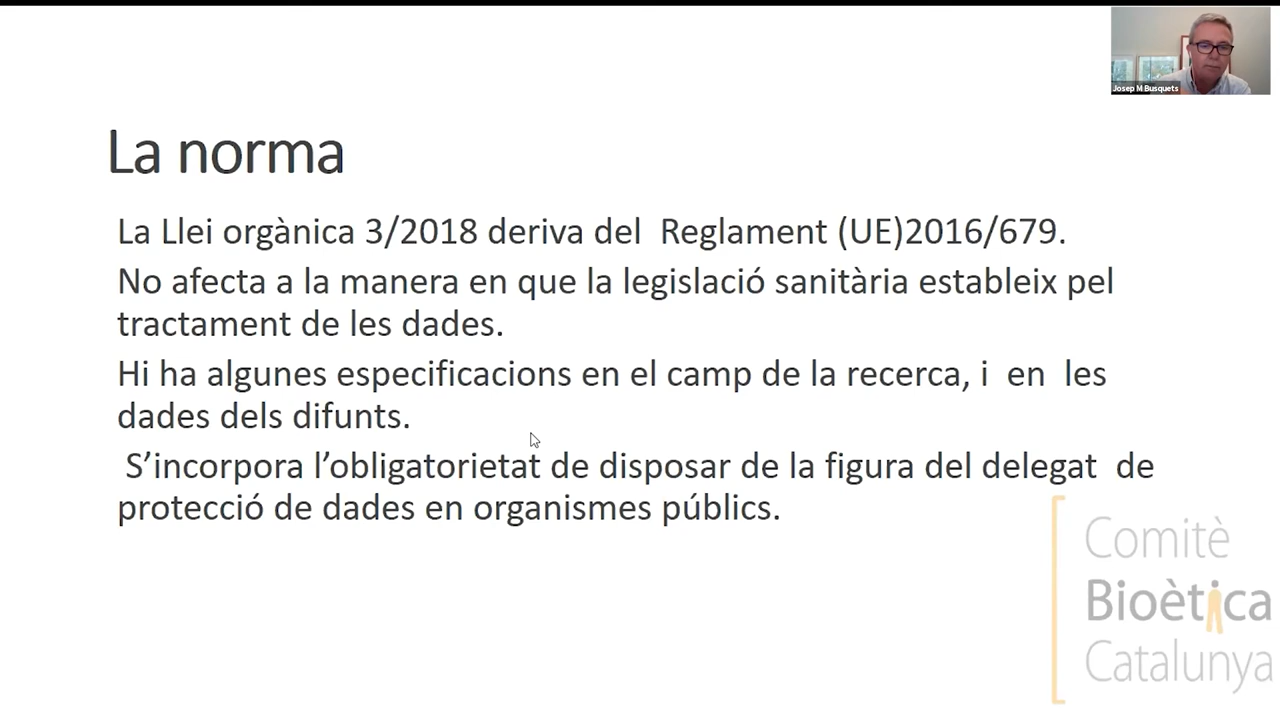 Josep M Busquets
La norma
La Llei orgànica 3/2018 deriva del  Reglament (UE)2016/679.
No afecta a la manera en que la legislació sanitària estableix pel
tractament de les dades.
Hi ha algunes especificacions en el camp de la recerca, i  en  les
dades dels difunts.
S’incorpora l’obligatorietat de disposar de la figura del delegat  de
protecció de dades en organismes públics.
Comitè
Bioètica
Catalunya